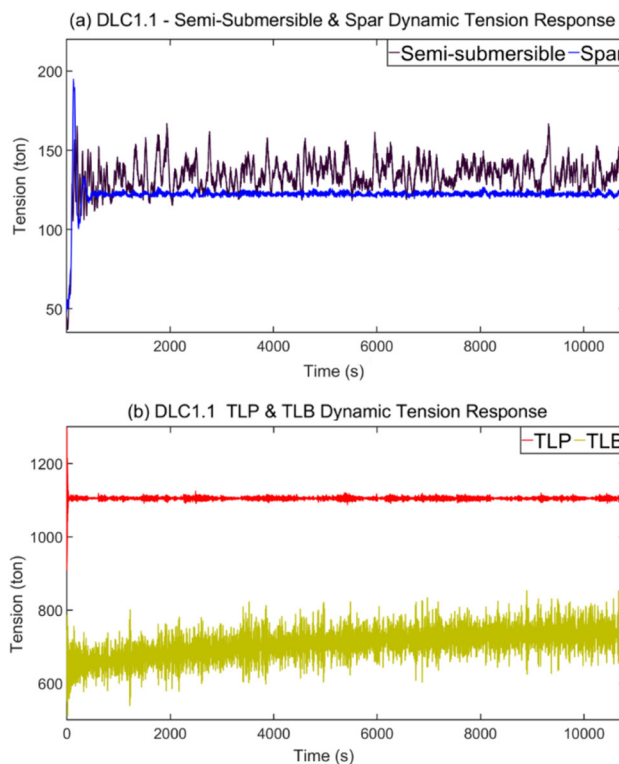 (a) DLC1.1 - Semi-Submersible & Spar Dynamic Tension Response
Semi-submersible Spar
200
150
100
50
Tension (ton)
2000 4000 6000 8000 10000
Time (s)
(b) DLC1.1 TLP & TLB Dynamic Tension Response
TLP TLB
1200
1000
800
600
Tension (ton)
0 2000 4000 6000 8000 10000
Time (s)